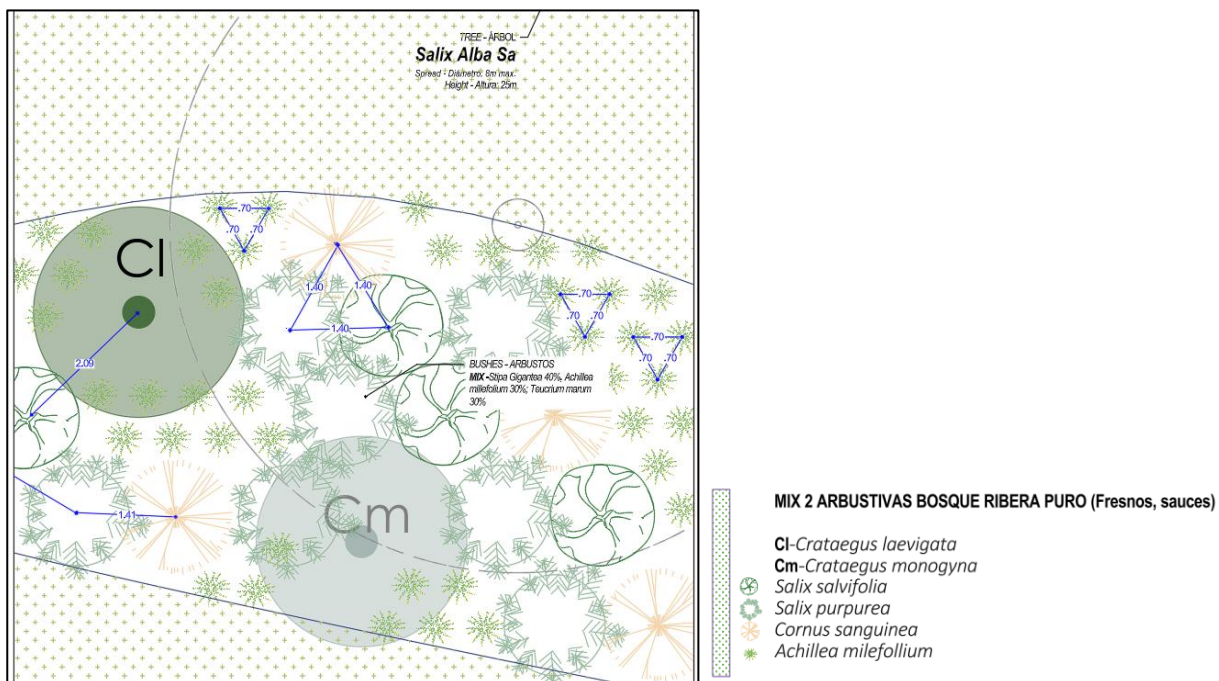 TREE - ÁRBOL
Salix Alba Sa
Spread - Diámetro: 8m max.
Height - Altura: 25m
.70
.70 .70
Cl
1.40 1.40
1.40
.70
.70 .70
.70
.70 .70
2.09
BUSHES - ARBUSTOS
MIX -Stipa Gigantea 40%, Achillea
millefolium 30%; Teucrium marum
30%
1.41
Cm
MIX 2 ARBUSTIVAS BOSQUE RIBERA PURO (Fresnos, sauces)
Cl-Crataegus laevigata
Cm-Crataegus monogyna
Salix salvifolia
Salix purpurea
Cornus sanguinea
Achillea milefollium